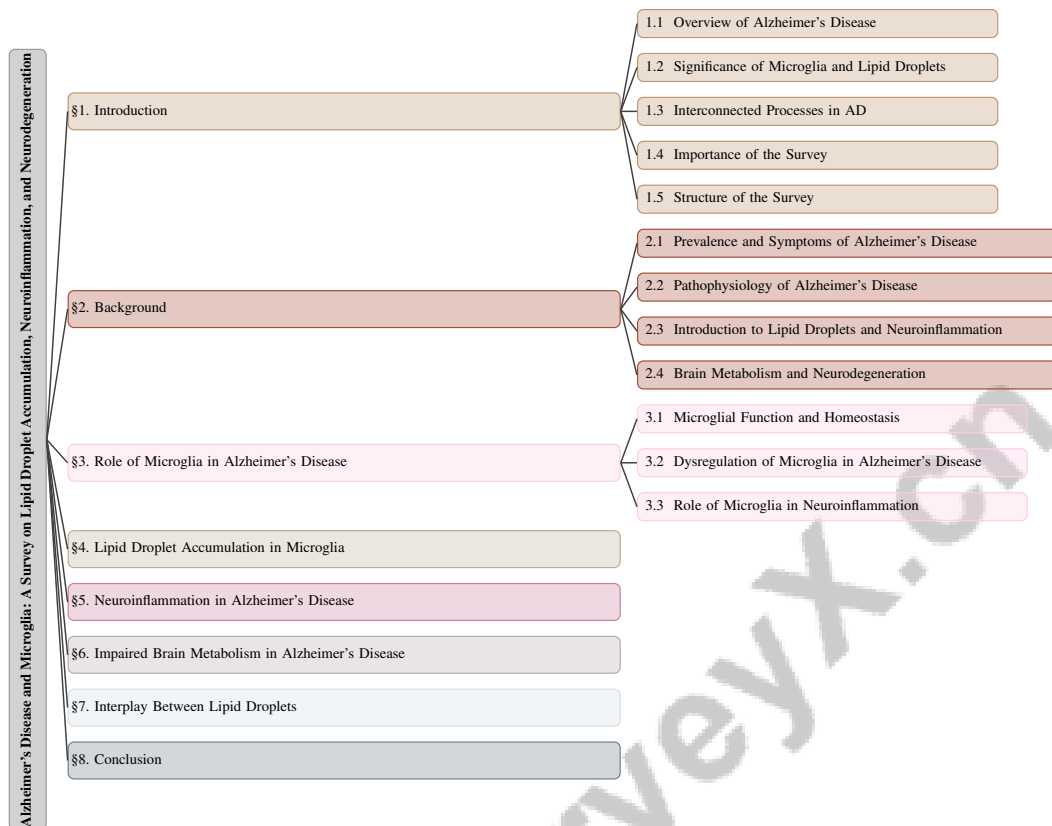 Alzheimer's Disease and Microglia: A Survey on Lipid Droplet Accumulation, Neuroinflammation, and Neurodegeneration
§1. Introduction
1.1 Overview of Alzheimer's Disease
1.2 Significance of Microglia and Lipid Droplets
1.3 Interconnected Processes in AD
1.4 Importance of the Survey
1.5 Structure of the Survey
§2. Background
2.1 Prevalence and Symptoms of Alzheimer's Disease
2.2 Pathophysiology of Alzheimer's Disease
2.3 Introduction to Lipid Droplets and Neuroinflammation
2.4 Brain Metabolism and Neurodegeneration
§3. Role of Microglia in Alzheimer's Disease
3.1 Microglial Function and Homeostasis
3.2 Dysregulation of Microglia in Alzheimer's Disease
3.3 Role of Microglia in Neuroinflammation
§4. Lipid Droplet Accumulation in Microglia
§5. Neuroinflammation in Alzheimer's Disease
§6. Impaired Brain Metabolism in Alzheimer's Disease
§7. Interplay Between Lipid Droplets
§8. Conclusion
rveyx.cn